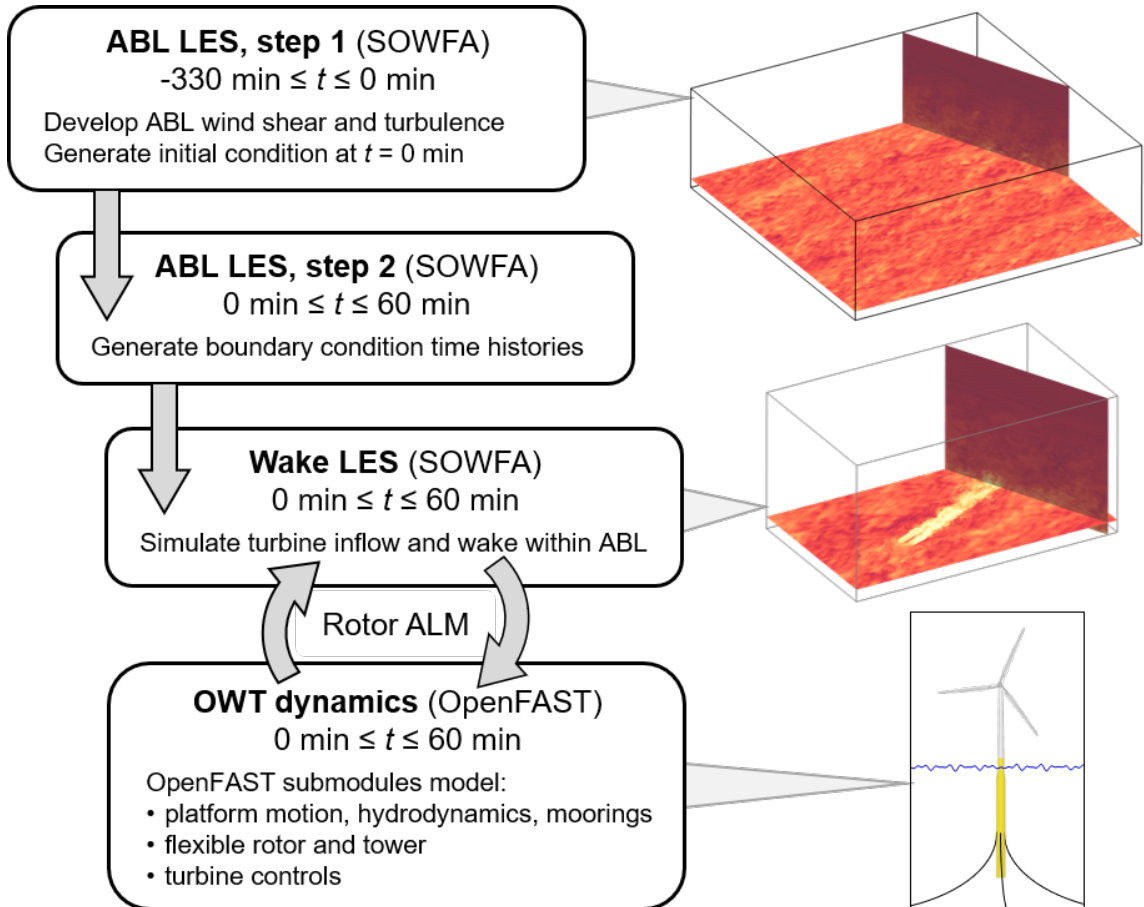 ABL LES, step 1 (SOWFA)
-330 min ≤ t ≤ 0 min
Develop ABL wind shear and turbulence
Generate initial condition at t = 0 min
ABL LES, step 2 (SOWFA)
0 min ≤ t ≤ 60 min
Generate boundary condition time histories
Wake LES (SOWFA)
0 min ≤ t ≤ 60 min
Simulate turbine inflow and wake within ABL
Rotor ALM
OWT dynamics (OpenFAST)
0 min ≤ t ≤ 60 min
OpenFAST submodules model:
• platform motion, hydrodynamics, moorings
• flexible rotor and tower
• turbine controls